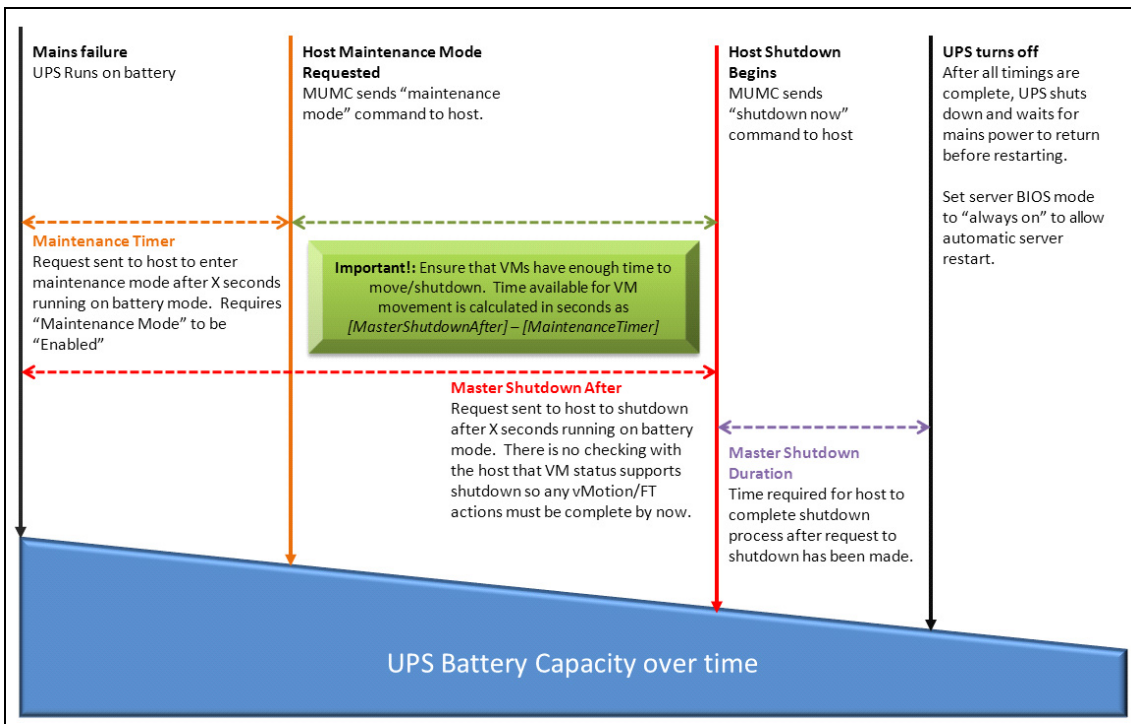 Mains failure
UPS Runs on battery
Host Maintenance Mode
Requested
MUMC sends “maintenance
mode” command to host.
Host Shutdown
Begins
MUMC sends
“shutdown now”
command to host
UPS turns off
After all timings are
complete, UPS shuts
down and waits for
mains power to return
before restarting.
Set server BIOS mode
to “always on” to allow
automatic server
restart.
Maintenance Timer
Request sent to host to enter
maintenance mode after X seconds
running on battery mode.  Requires
“Maintenance Mode” to be
“Enabled”
Important!: Ensure that VMs have enough time to
move/shutdown.  Time available for VM
movement is calculated in seconds as
[MasterShutdownAfter] – [MaintenanceTimer]
Master Shutdown After
Request sent to host to shutdown
after X seconds running on battery
mode.  There is no checking with
the host that VM status supports
shutdown so any vMotion/FT
actions must be complete by now.
Master Shutdown
Duration
Time required for host to
complete shutdown
process after request to
shutdown has been made.
UPS Battery Capacity over time